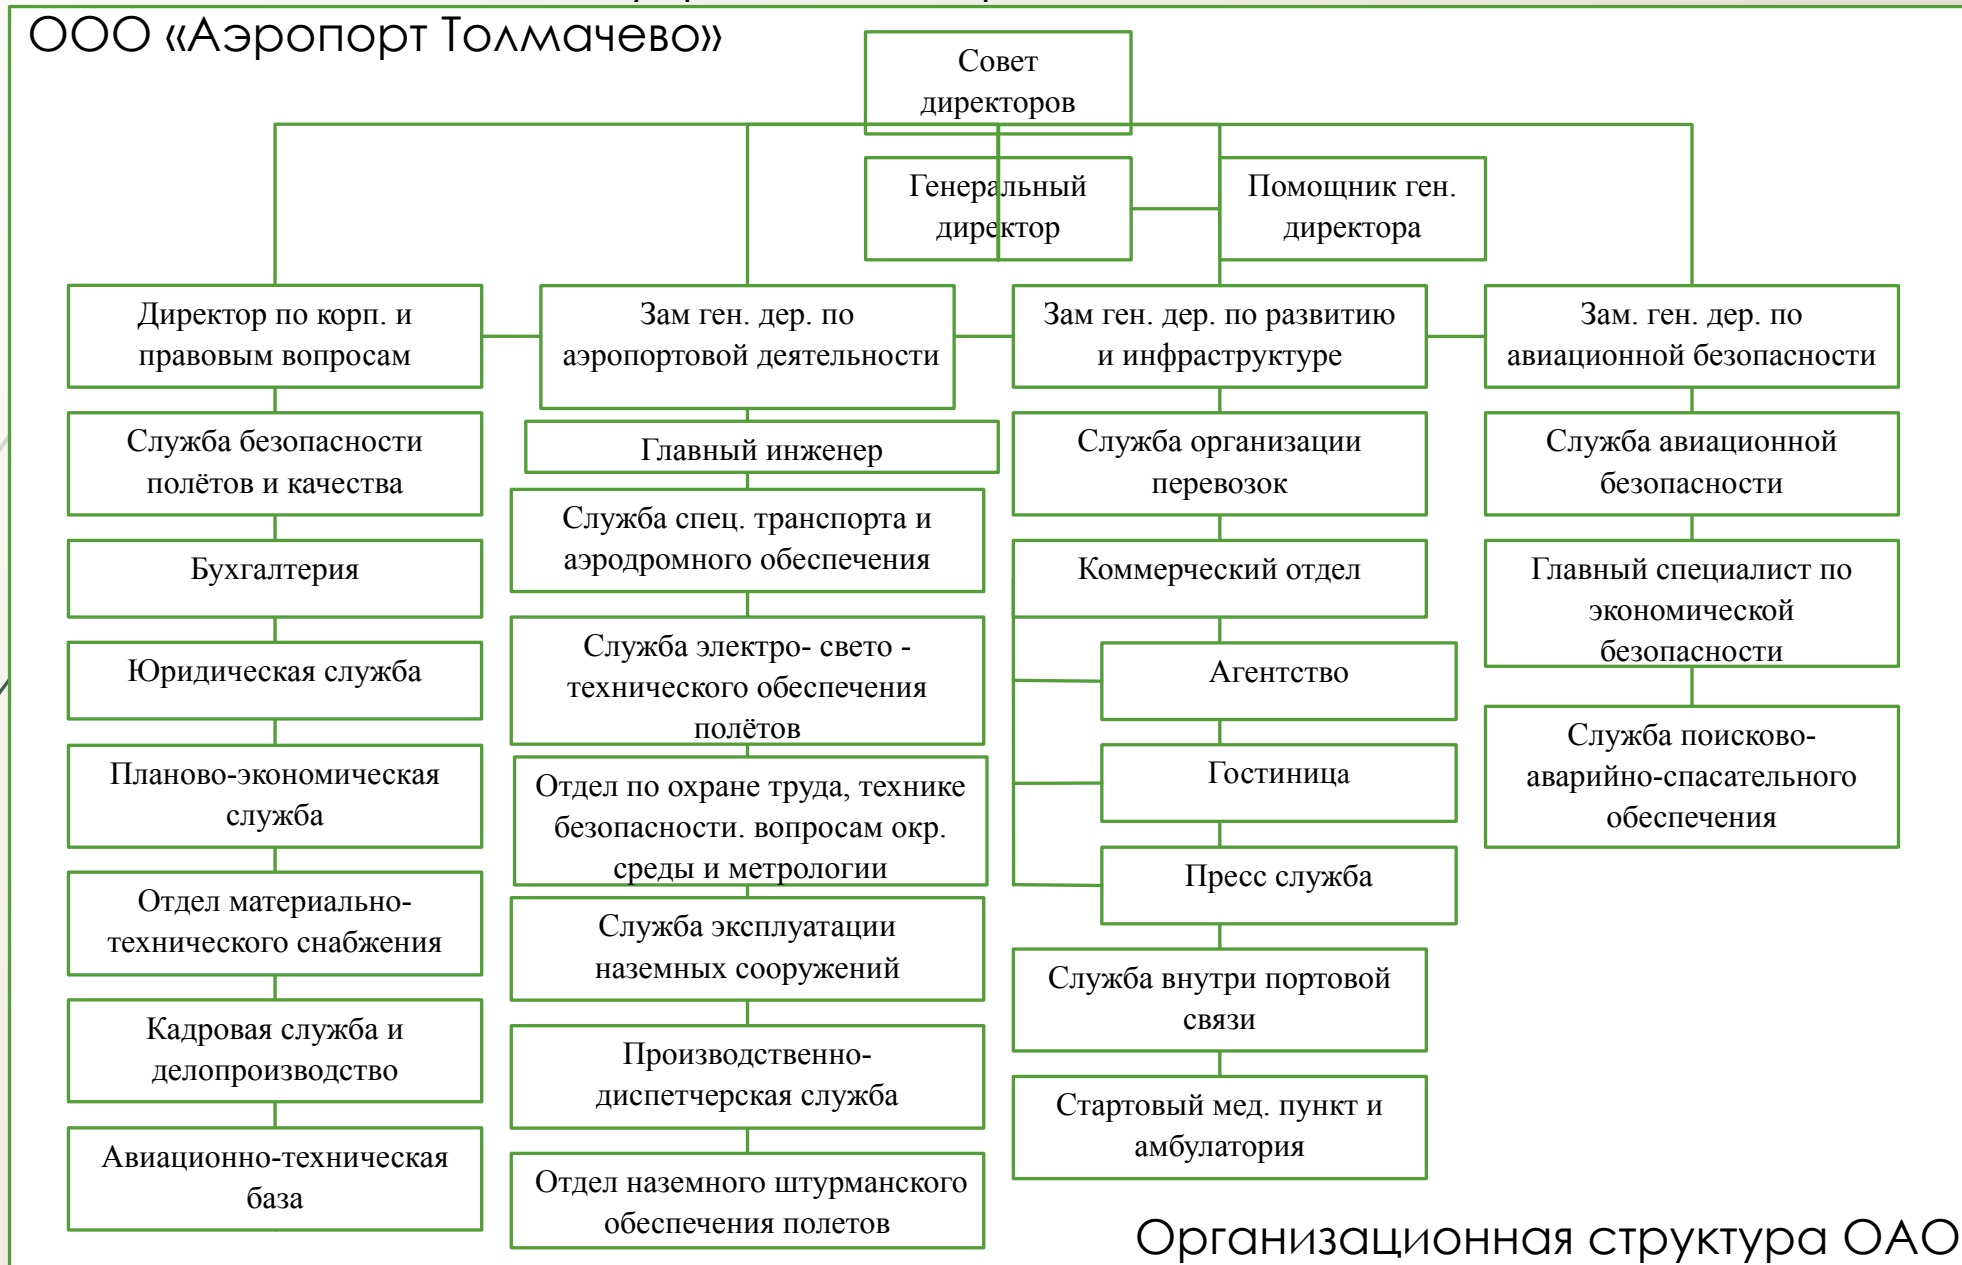 ООО «Аэропорт Толмачево»
Совет
директоров
Генеральный
директор
Помощник ген.
директора
Директор по корп. и
правовым вопросам
Служба безопасности
полётов и качества
Бухгалтерия
Юридическая служба
Планово-экономическая
служба
Отдел материально-
технического снабжения
Кадровая служба и
делопроизводство
Авиационно-техническая
база
Зам ген. дер. по
аэропортовой деятельности
Главный инженер
Служба спец. транспорта и
аэродромного обеспечения
Служба электро- свето -
технического обеспечения
полётов
Отдел по охране труда, технике
безопасности. вопросам окр.
среды и метрологии
Служба эксплуатации
наземных сооружений
Производственно-
диспетчерская служба
Отдел наземного штурманского
обеспечения полетов
Зам ген. дер. по развитию
и инфраструктуре
Служба организации
перевозок
Коммерческий отдел
Агентство
Гостиница
Пресс служба
Служба внутри портовой
связи
Стартовый мед. пункт и
амбулатория
Зам. ген. дер. по
авиационной безопасности
Служба авиационной
безопасности
Главный специалист по
экономической
безопасности
Служба поисково-
аварийно-спасательного
обеспечения
Организационная структура ОАО